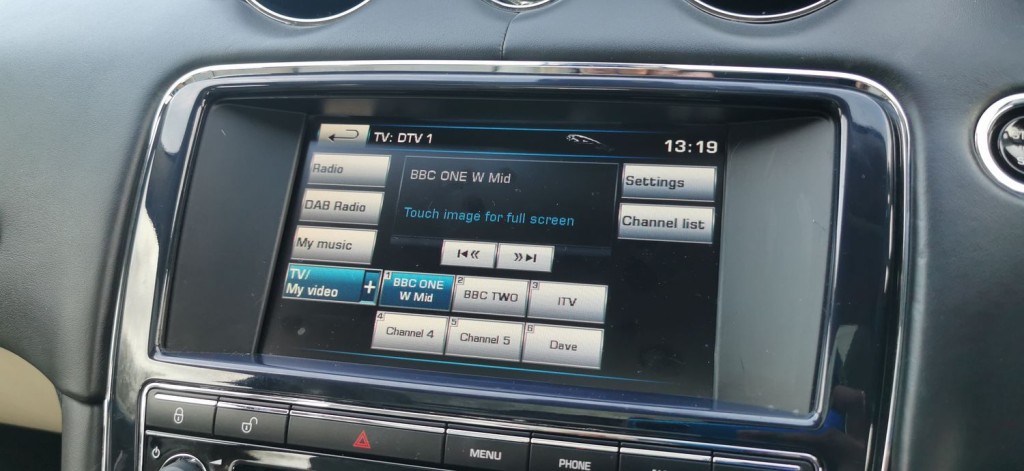 TV: DTV 1
13:19
Radio
BBC ONE W Mid
Settings
DAB Radio
Touch image for full screen
Channel list
My music
TV/
My video
+
1
BBC ONE
W Mid
2
BBC TWO
3
ITV
4
Channel 4
5
Channel 5
6
Dave
MENU
PHONE